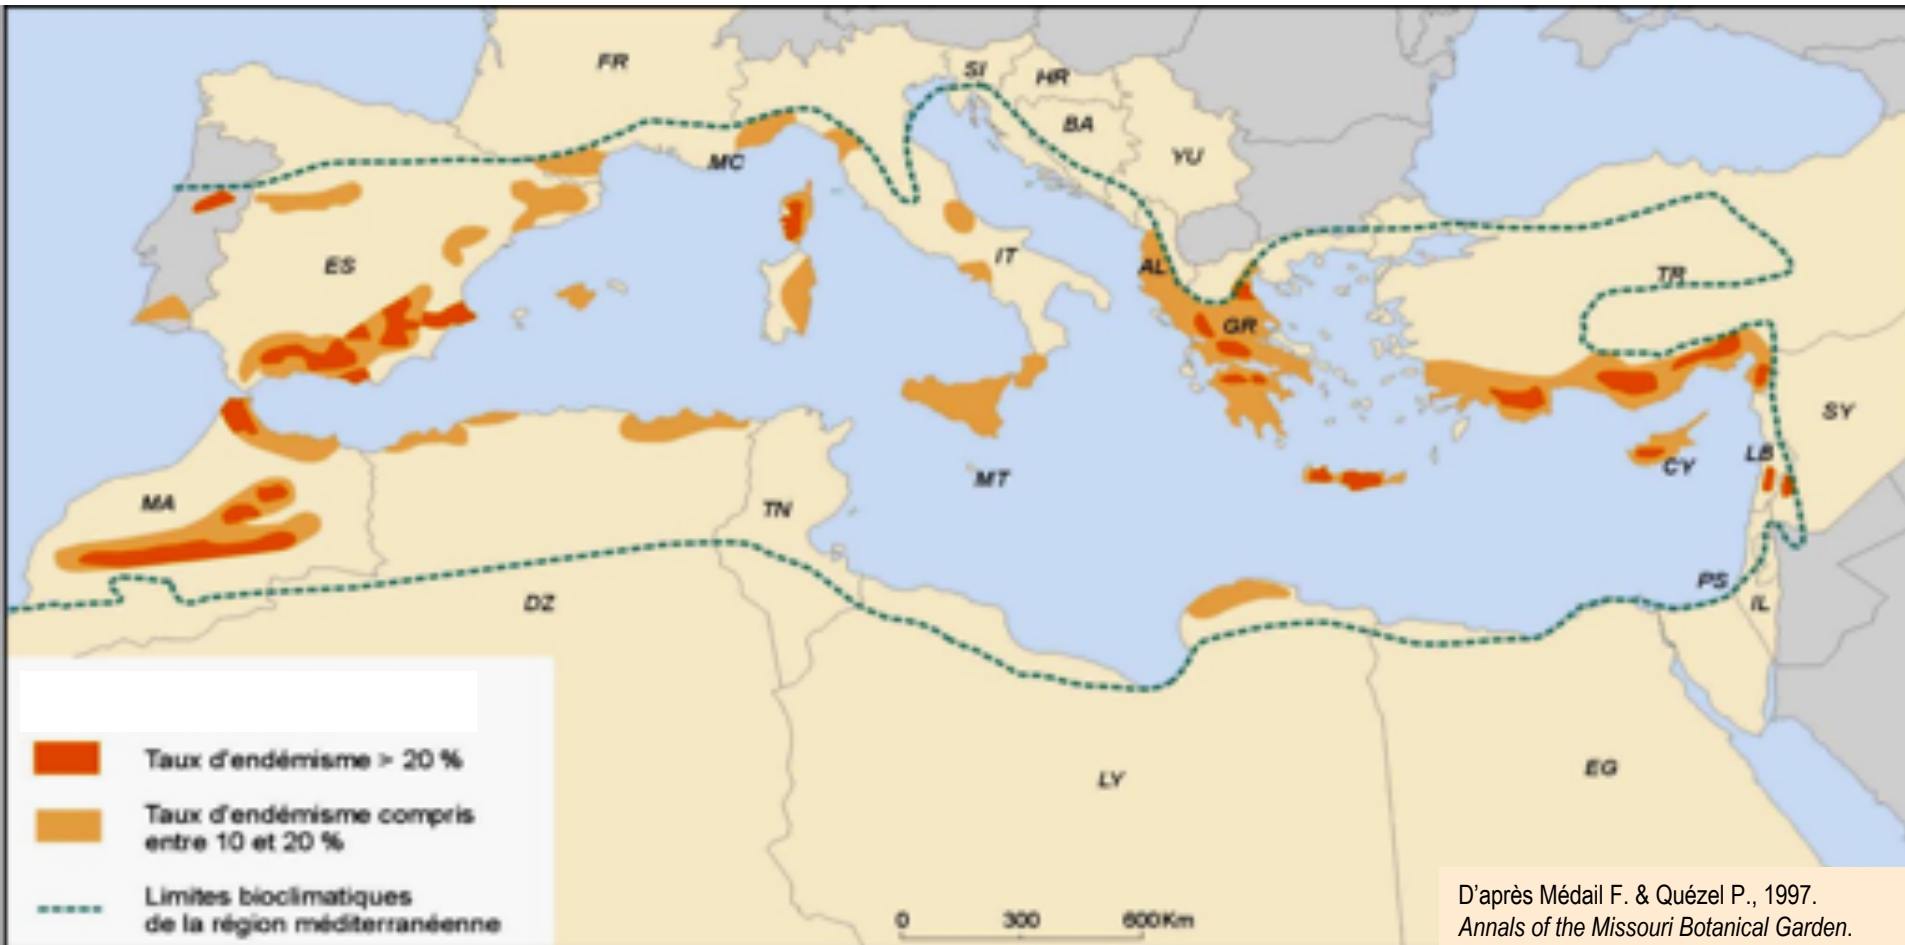 FR
SI
HR
BA
YU
MC
ES
IT
AL
TR
GR
SY
LB
CY
MA
MT
TN
DZ
PS
IL
LY
EG
Taux d'endémisme > 20 %
Taux d'endémisme compris
entre 10 et 20 %
Limites bioclimatiques
de la région méditerranéenne
0 300 600Km
D'après Médail F. & Quézel P., 1997.
Annals of the Missouri Botanical Garden.